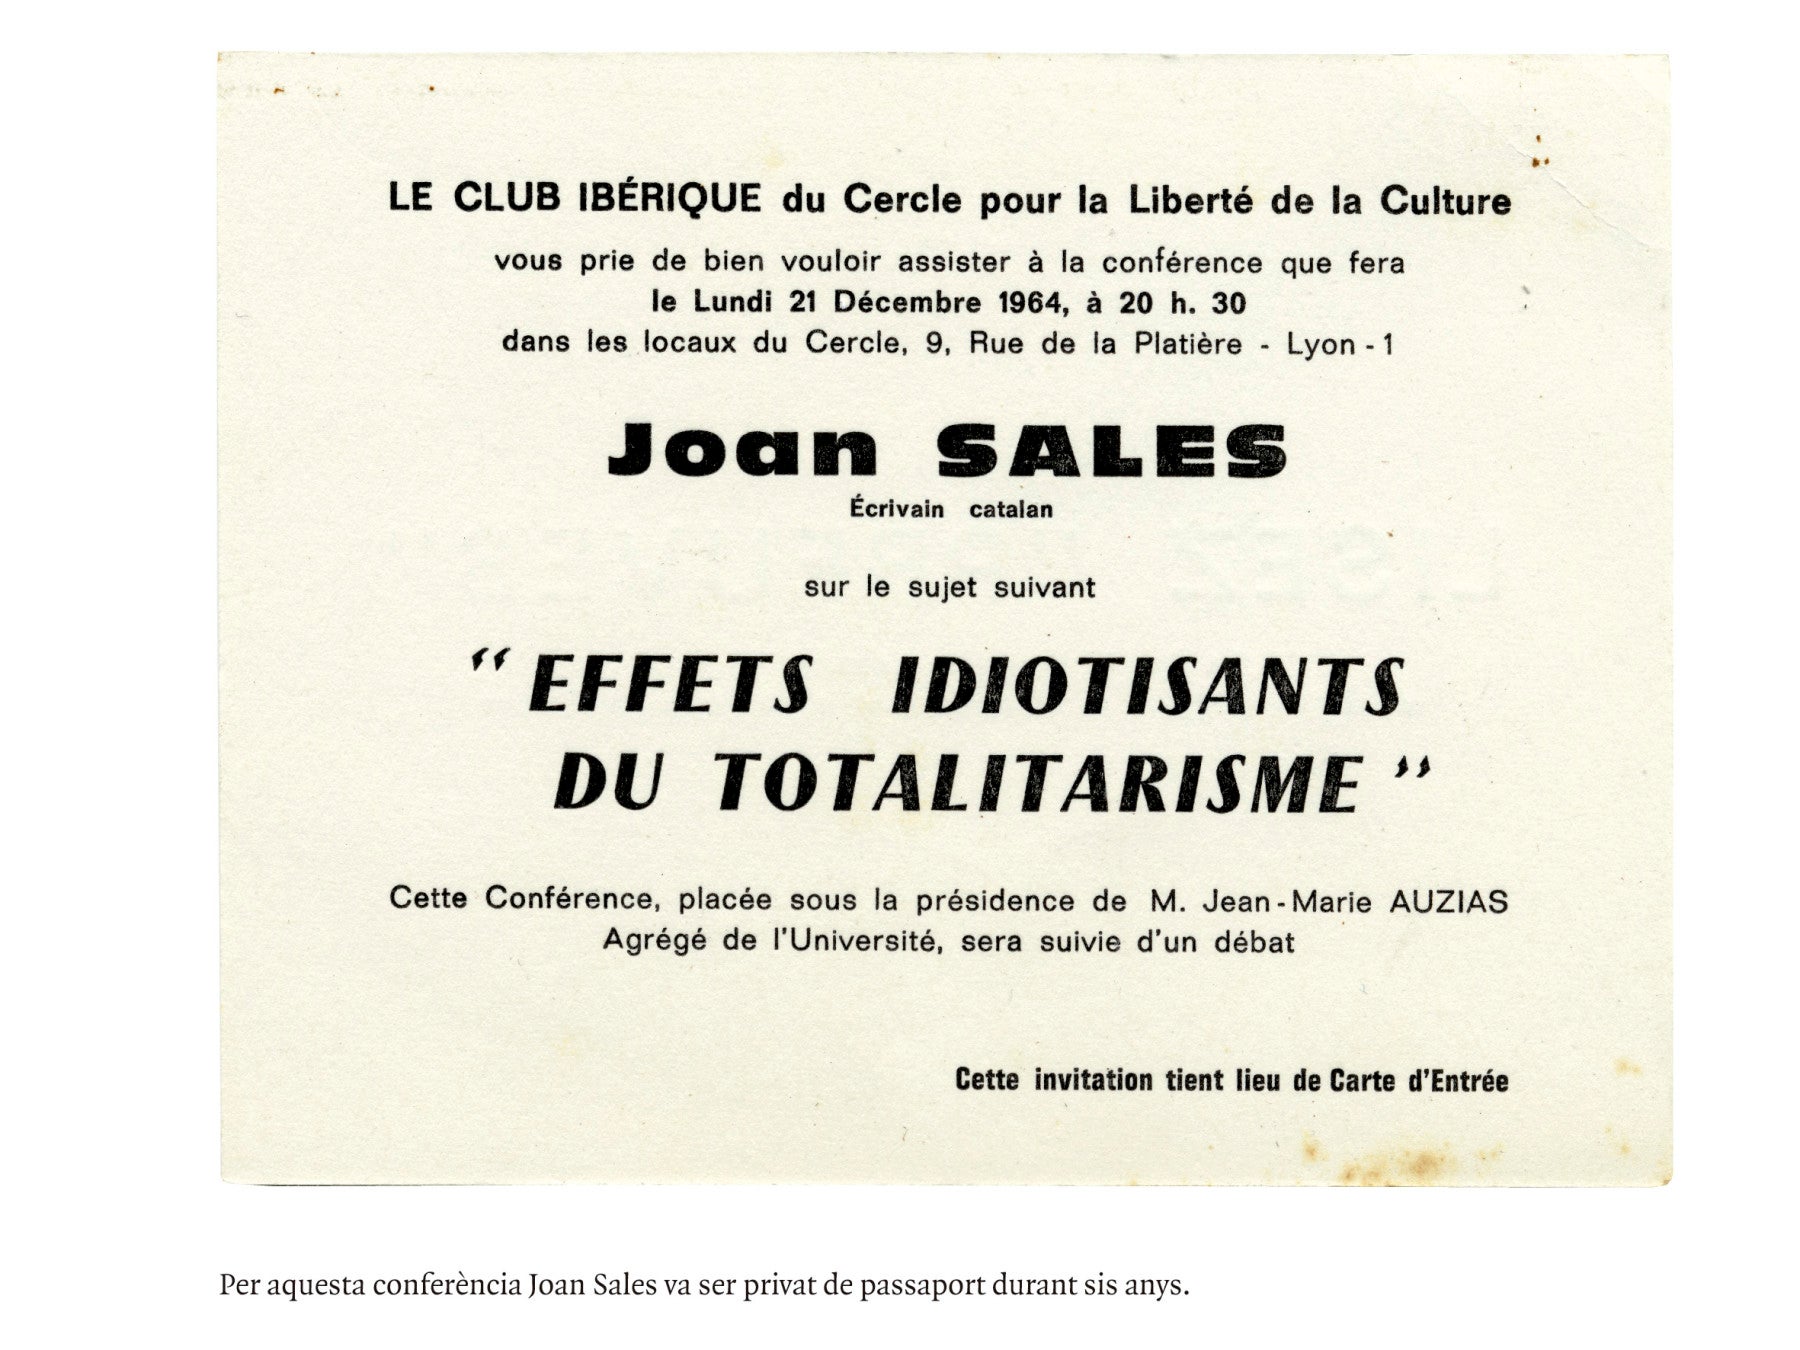 LE CLUB IBÉRIQUE du Cercle pour la Liberté de la Culture
vous prie de bien vouloir assister à la conférence que fera
le Lundi 21 Décembre 1964, à 20 h. 30
dans les locaux du Cercle, 9, Rue de la Platière - Lyon - 1
Joan SALES
Écrivain catalan
sur le sujet suivant
“ EFFETS IDIOTISANTS
DU TOTALITARISME ”
Cette Conférence, placée sous la présidence de M. Jean-Marie AUZIAS
Agrégé de l'Université, sera suivie d'un débat
Cette invitation tient lieu de Carte d'Entrée
Per aquesta conferència Joan Sales va ser privat de passaport durant sis anys.